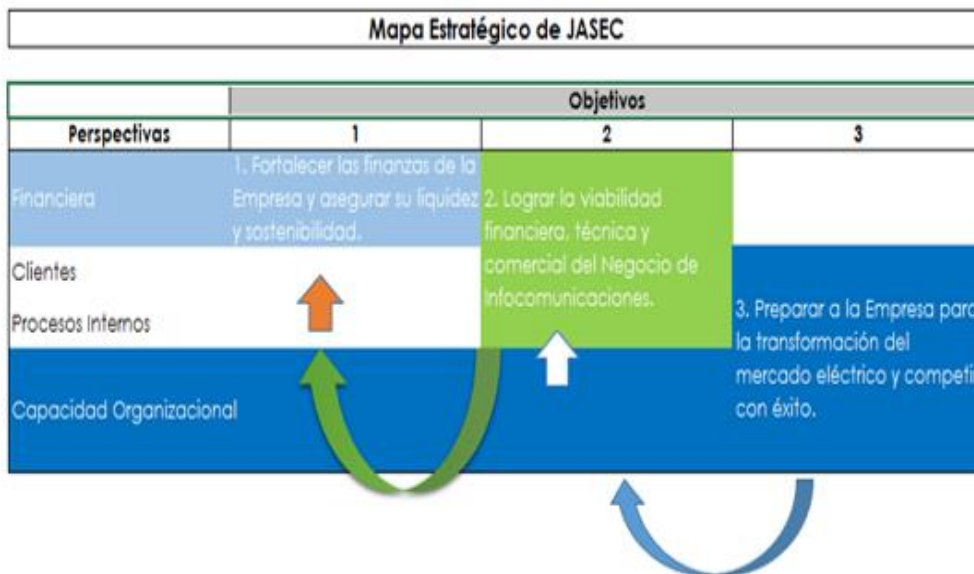 Mapa Estratégico de JASEC
Objetivos
Perspectivas 1 2 3
Financiera
1. Fortalecer las finanzas de la
Empresa y asegurar su liquidez
y sostenibilidad.
2. Lograr la viabilidad
financiera, técnica y
comercial del Negocio de
Infocomunicaciones.
Clientes
Procesos Internos
3. Preparar a la Empresa para
la transformación del
mercado eléctrico y competi
con éxito.
Capacidad Organizacional